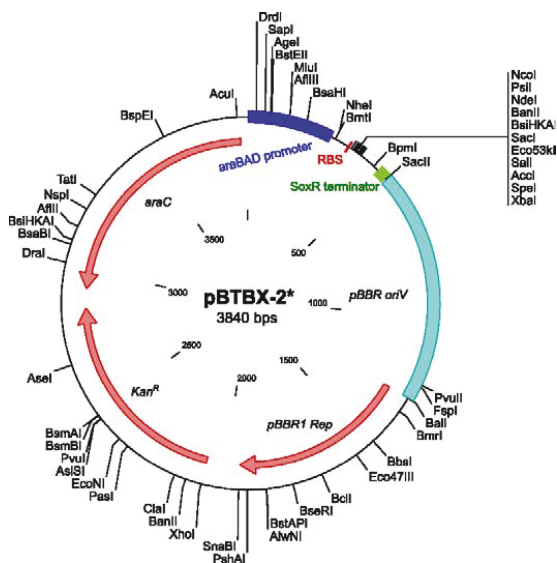 DrdI
SapI
AgeI
BstEII
MluI
AflIII
BsaHI
NheI
BmtI
NcoI
PsiI
NdeI
BanII
BsiHKAI
SacI
Eco53kI
SalI
AccI
SpeI
XbaI
BpmI
SacII
RBS
araBAD promoter
SoxR terminator
AcuI
BspEI
TatI
NspI
AflII
BsiHKAI
BsaBI
DraI
araC
3500
500
3000
pBTBX-2*
3840 bps
1000
pBBR oriV
2500
2000
1500
KanR
pBBR1 Rep
AseI
BsmAI
BsmBI
PvuI
AsiSI
EcoNI
PasI
ClaI
BanII
XhoI
SnaBI
PshAI
AlwNI
BstAPI
BseRI
BclI
Eco47III
BbaI
BmrI
BalI
FspI
PvuII